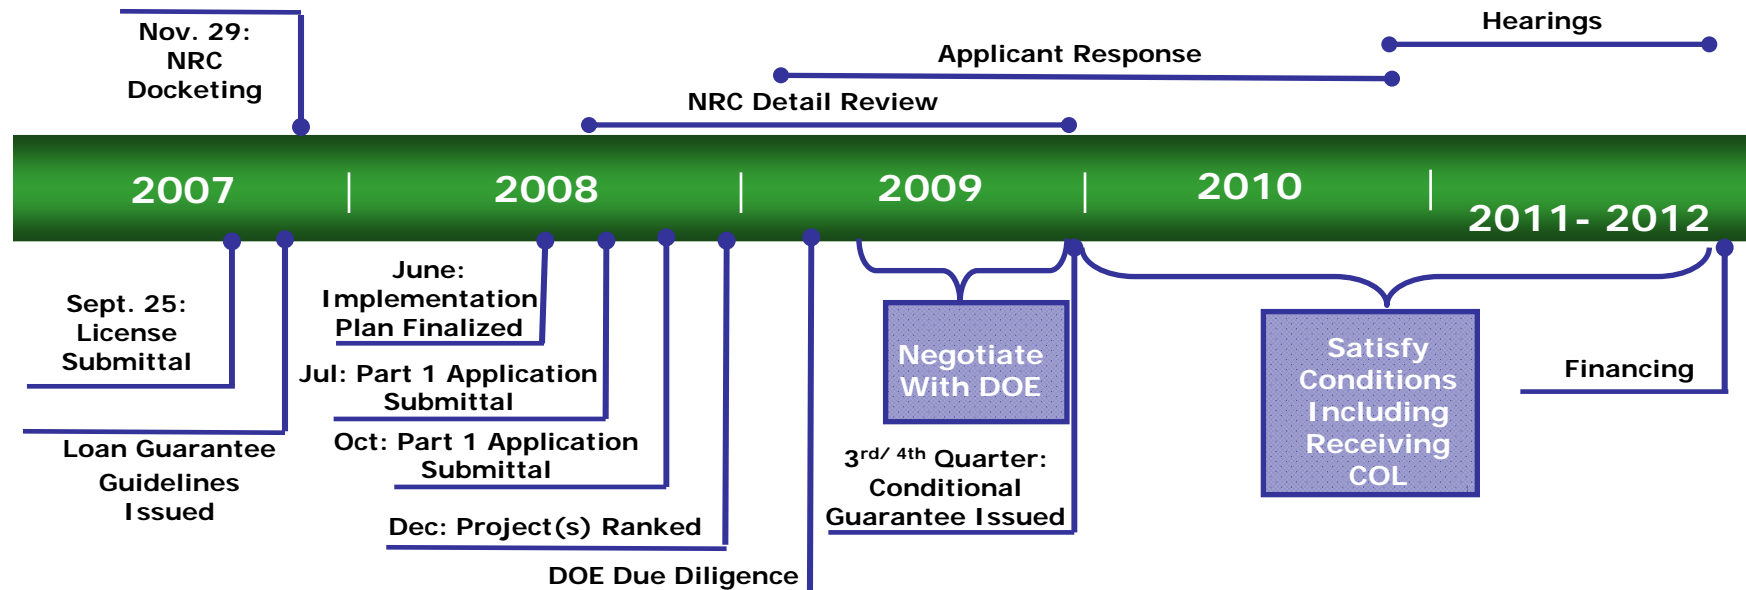 Nov. 29:
NRC
Docketing
Hearings
Applicant Response
NRC Detail Review
2007
2008
2009
2010
2011- 2012
Sept. 25:
License
Submittal
Loan Guarantee
Guidelines
Issued
June:
Implementation
Plan Finalized
Jul: Part 1 Application
Submittal
Oct: Part 1 Application
Submittal
Dec: Project(s) Ranked
DOE Due Diligence
Negotiate
With DOE
3rd/ 4th Quarter:
Conditional
Guarantee Issued
Satisfy
Conditions
Including
Receiving
COL
Financing